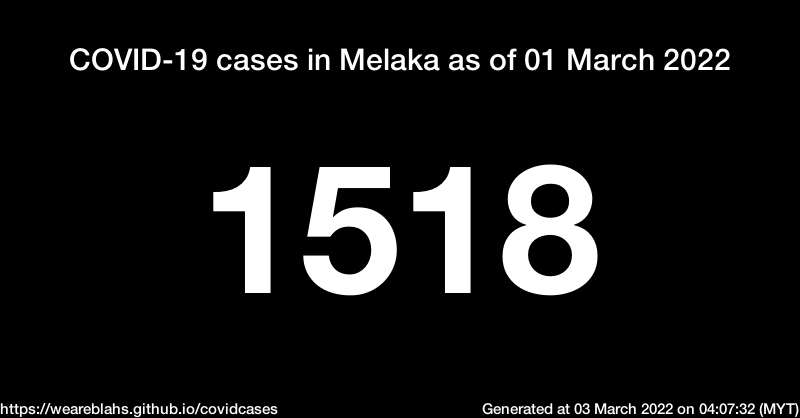 COVID-19 cases in Melaka as of 01 March 2022
1518
https://weareblahs.github.io/covidcases
Generated at 03 March 2022 on 04:07:32 (MYT)